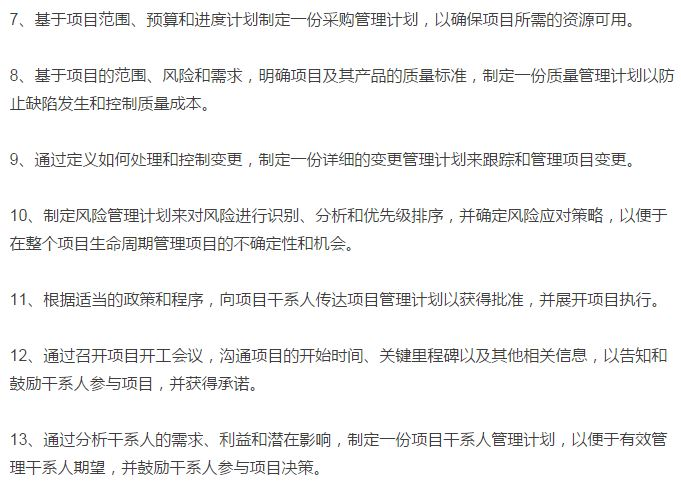 7、基于项目范围、预算和进度计划制定一份采购管理计划，以确保项目所需的资源可用。
8、基于项目的范围、风险和需求，明确项目及其产品的质量标准，制定一份质量管理计划以防
止缺陷发生和控制质量成本。
9、通过定义如何处理和控制变更，制定一份详细的变更管理计划来跟踪和管理项目变更。
10、制定风险管理计划来对风险进行识别、分析和优先级排序，并确定风险应对策略，以便于
在整个项目生命周期管理项目的不确定性和机会。
11、根据适当的政策和程序，向项目干系人传达项目管理计划以获得批准，并展开项目执行。
12、通过召开项目开工会议，沟通项目的开始时间、关键里程碑以及其他相关信息，以告知和
鼓励干系人参与项目，并获得承诺。
13、通过分析干系人的需求、利益和潜在影响，制定一份项目干系人管理计划，以便于有效管
理干系人期望，并鼓励干系人参与项目决策。